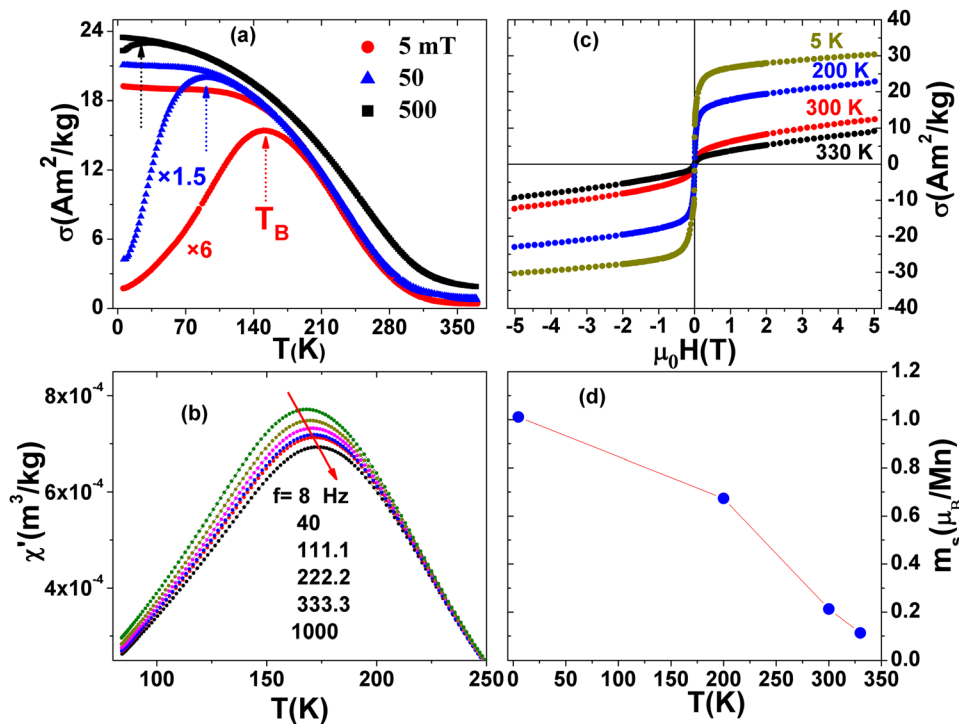 (a)
5 mT
50
500
×1.5
×6
T_B
24
18
12
6
0
σ(Am²/kg)
0 70 140 210 280 350
T(K)
(c)
5 K
200 K
300 K
330 K
40
30
20
10
0
-10
-20
-30
-40
σ(Am²/kg)
-5 -4 -3 -2 -1 0 1 2 3 4 5
μ₀H(T)
(b)
f= 8 Hz
40
111.1
222.2
333.3
1000
8x10⁻⁴
6x10⁻⁴
4x10⁻⁴
χ'(m³/kg)
100 150 200 250
T(K)
(d)
1.2
1.0
0.8
0.6
0.4
0.2
0.0
m_s(μ_B/Mn)
0 50 100 150 200 250 300 350
T(K)